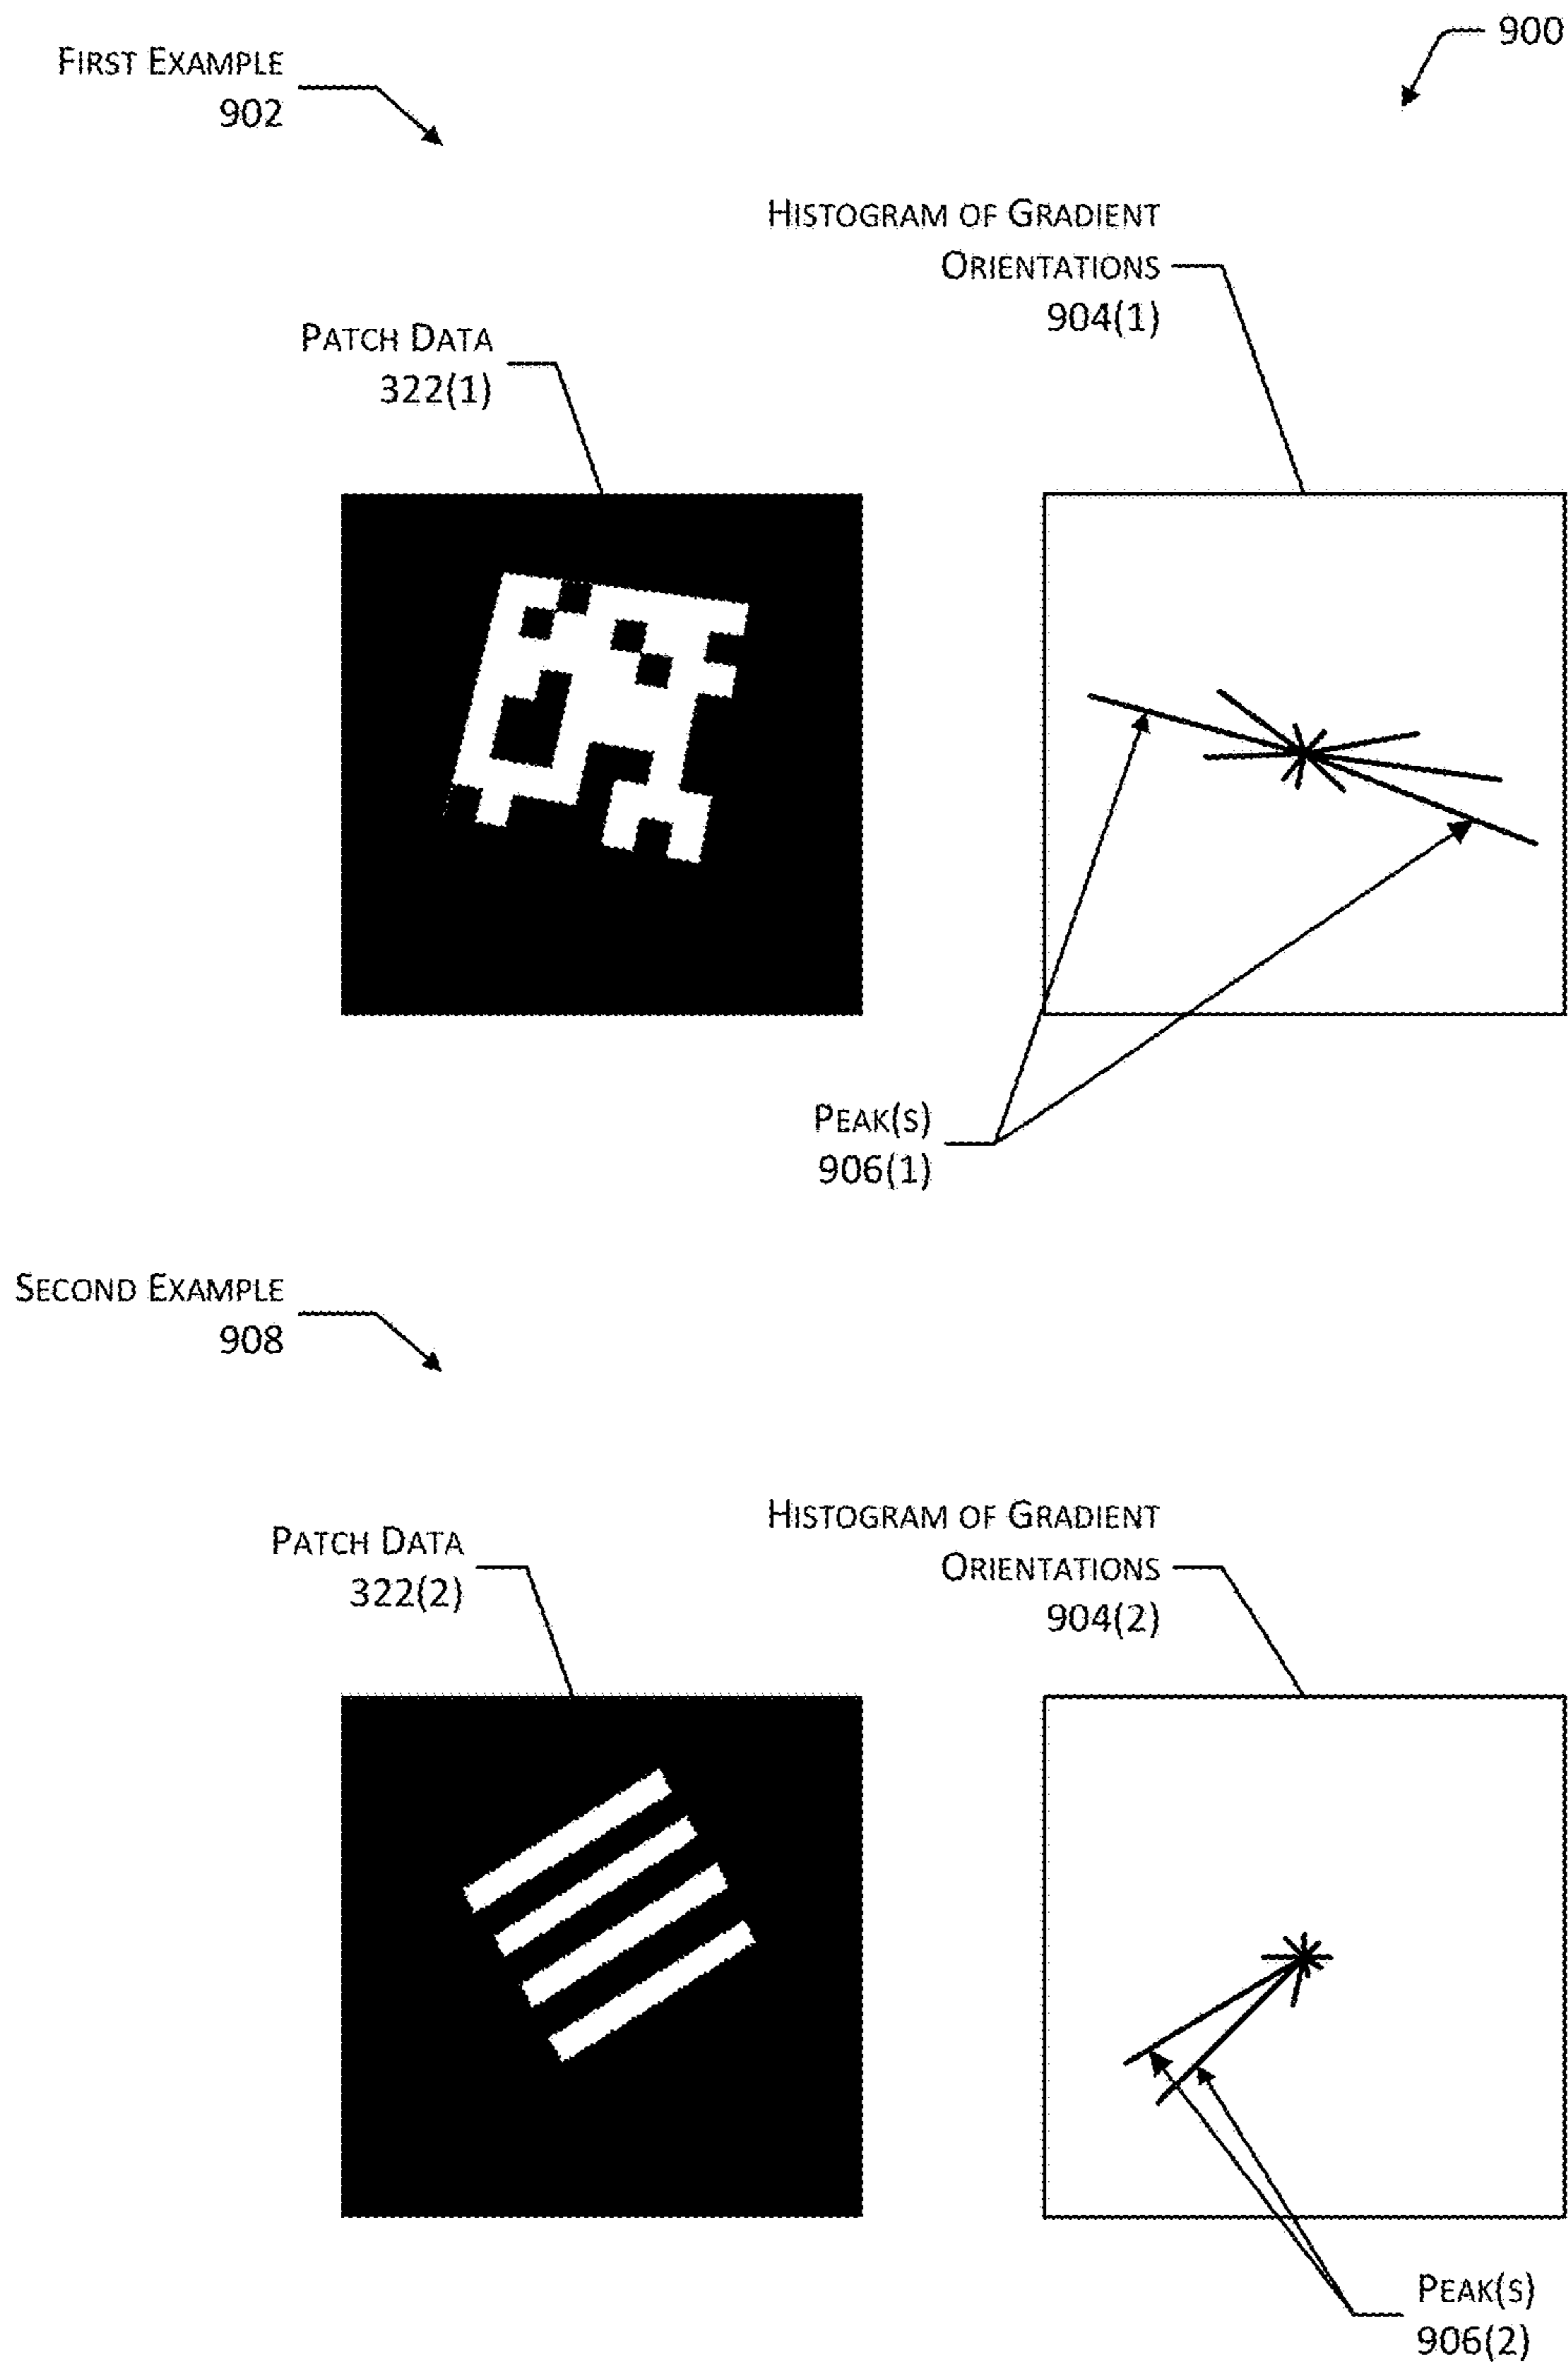 900
First Example
902
Histogram of Gradient
Orientations
904(1)
Patch Data
322(1)
Peak(s)
906(1)
Second Example
908
Histogram of Gradient
Orientations
904(2)
Patch Data
322(2)
Peak(s)
906(2)